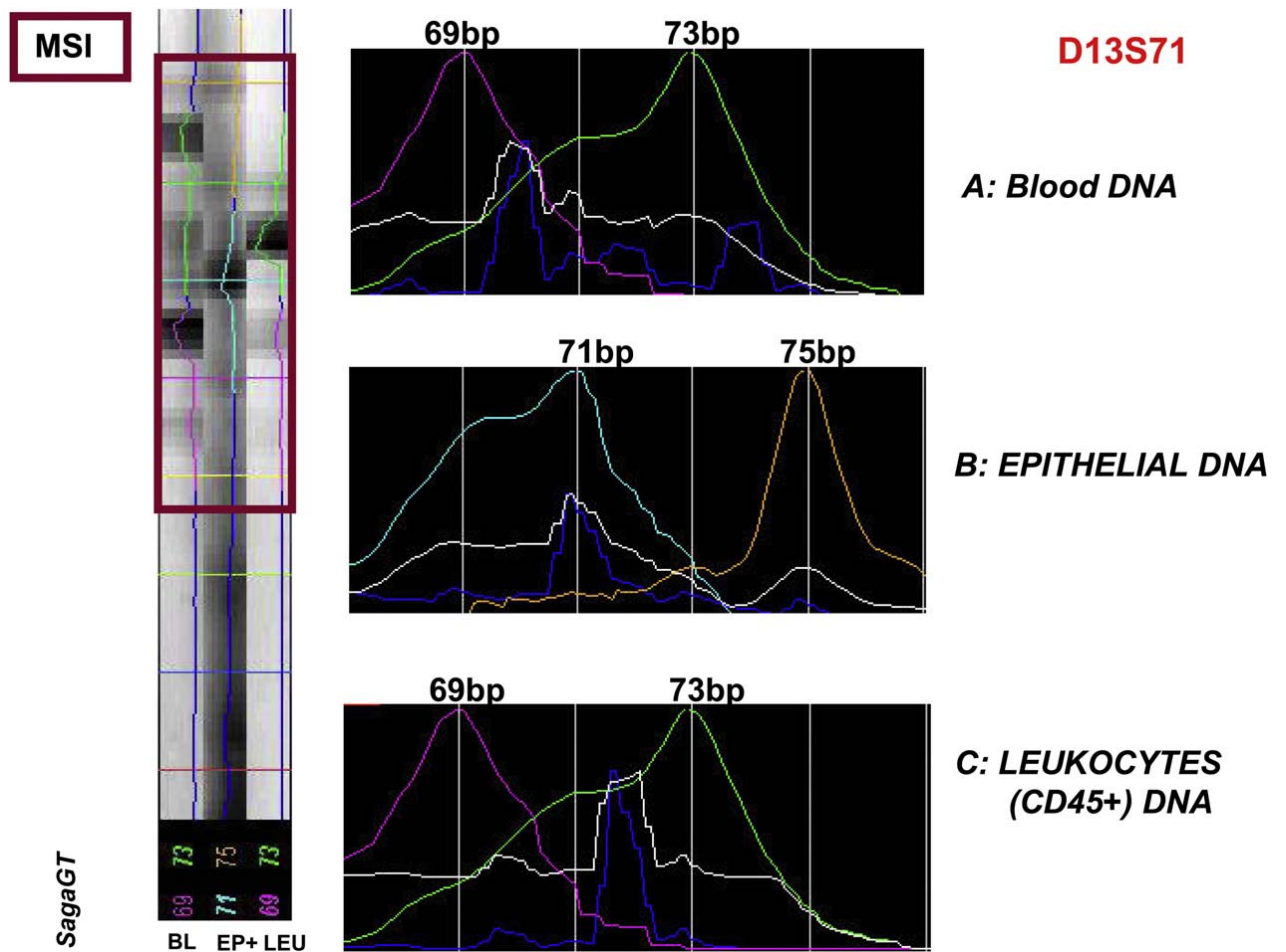 MSI
69bp 73bp
D13S71
A: Blood DNA
71bp 75bp
B: EPITHELIAL DNA
69bp 73bp
C: LEUKOCYTES
(CD45+) DNA
SagaGT
73 75 73
69 71 69
BL EP+ LEU